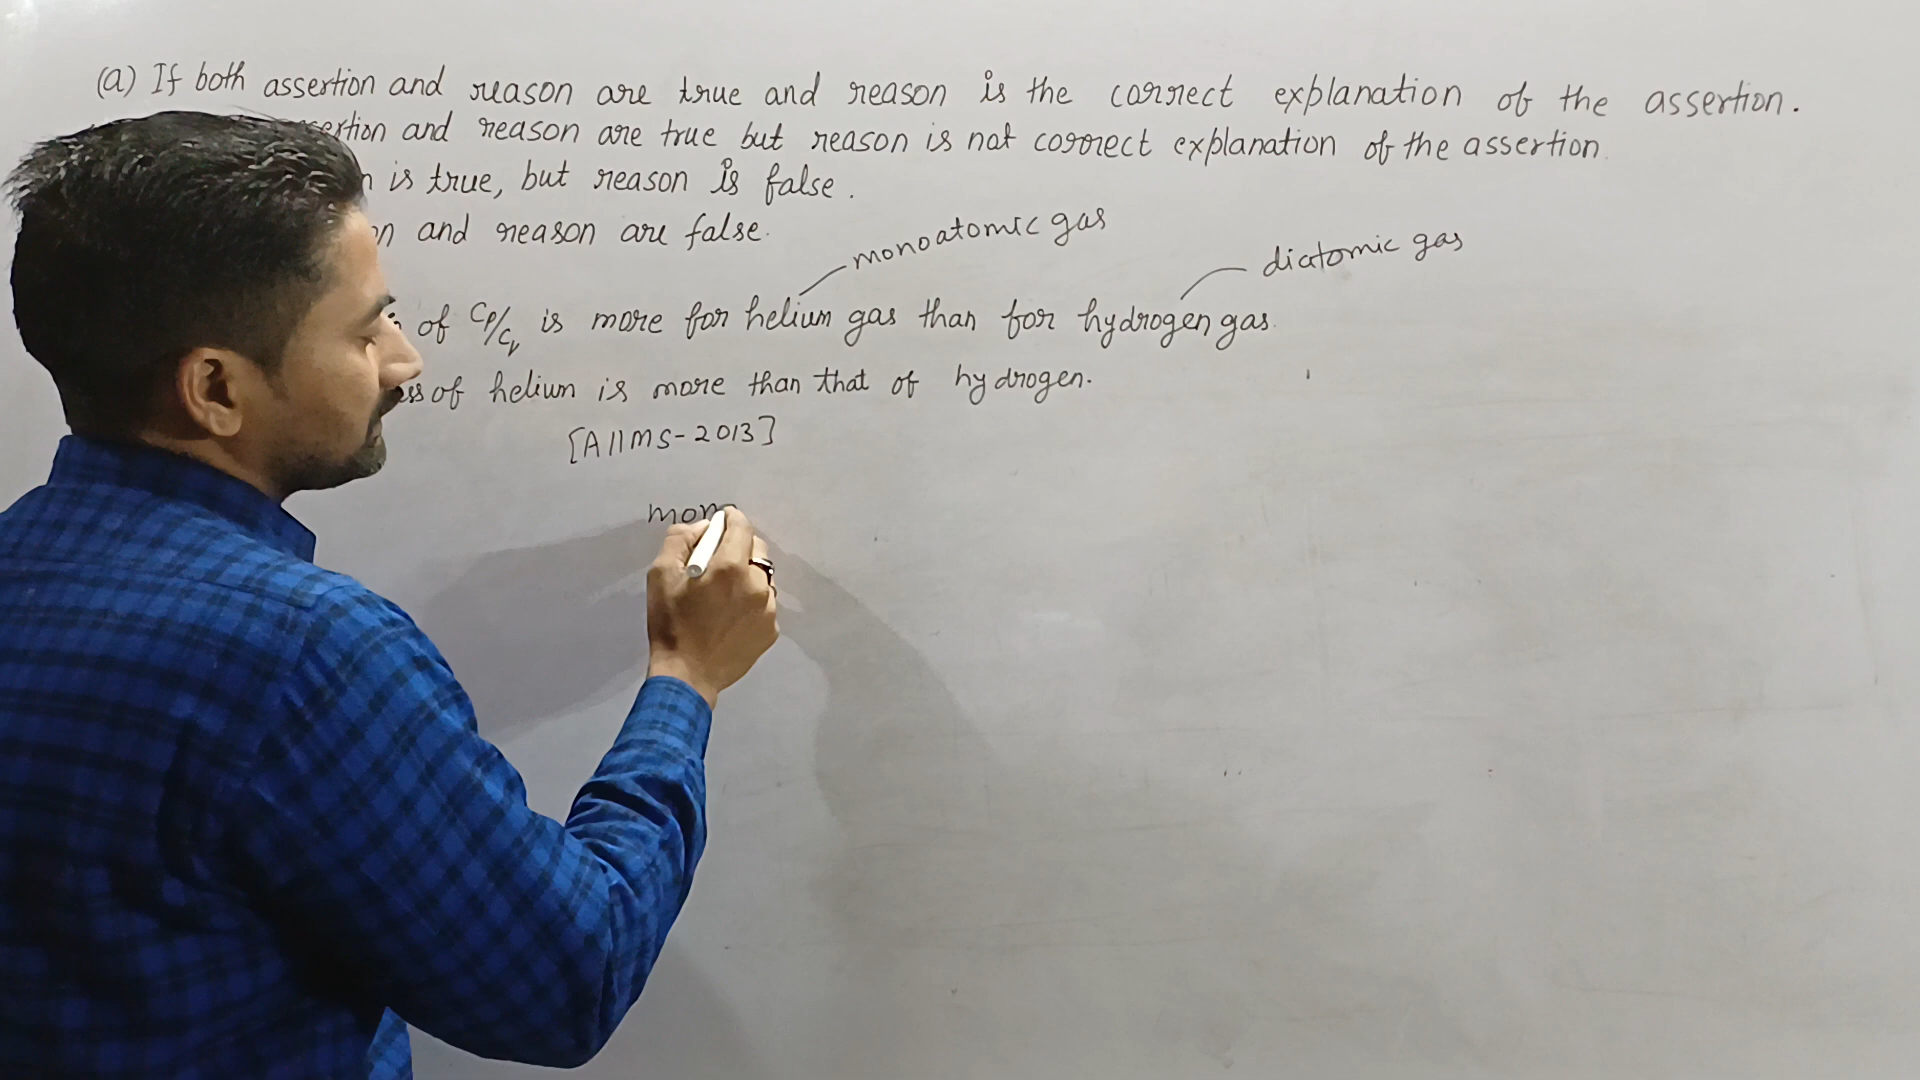 (a) If both assertion and reason are true and reason is the correct explanation of the assertion.
and reason are true but reason is not correct explanation of the assertion.
is true, but reason is false.
and reason are false.
monoatomic gas
diatomic gas
of Cp/Cv is more for helium gas than for hydrogen gas.
of helium is more than that of hydrogen.
[AIIMS-2013]
mon